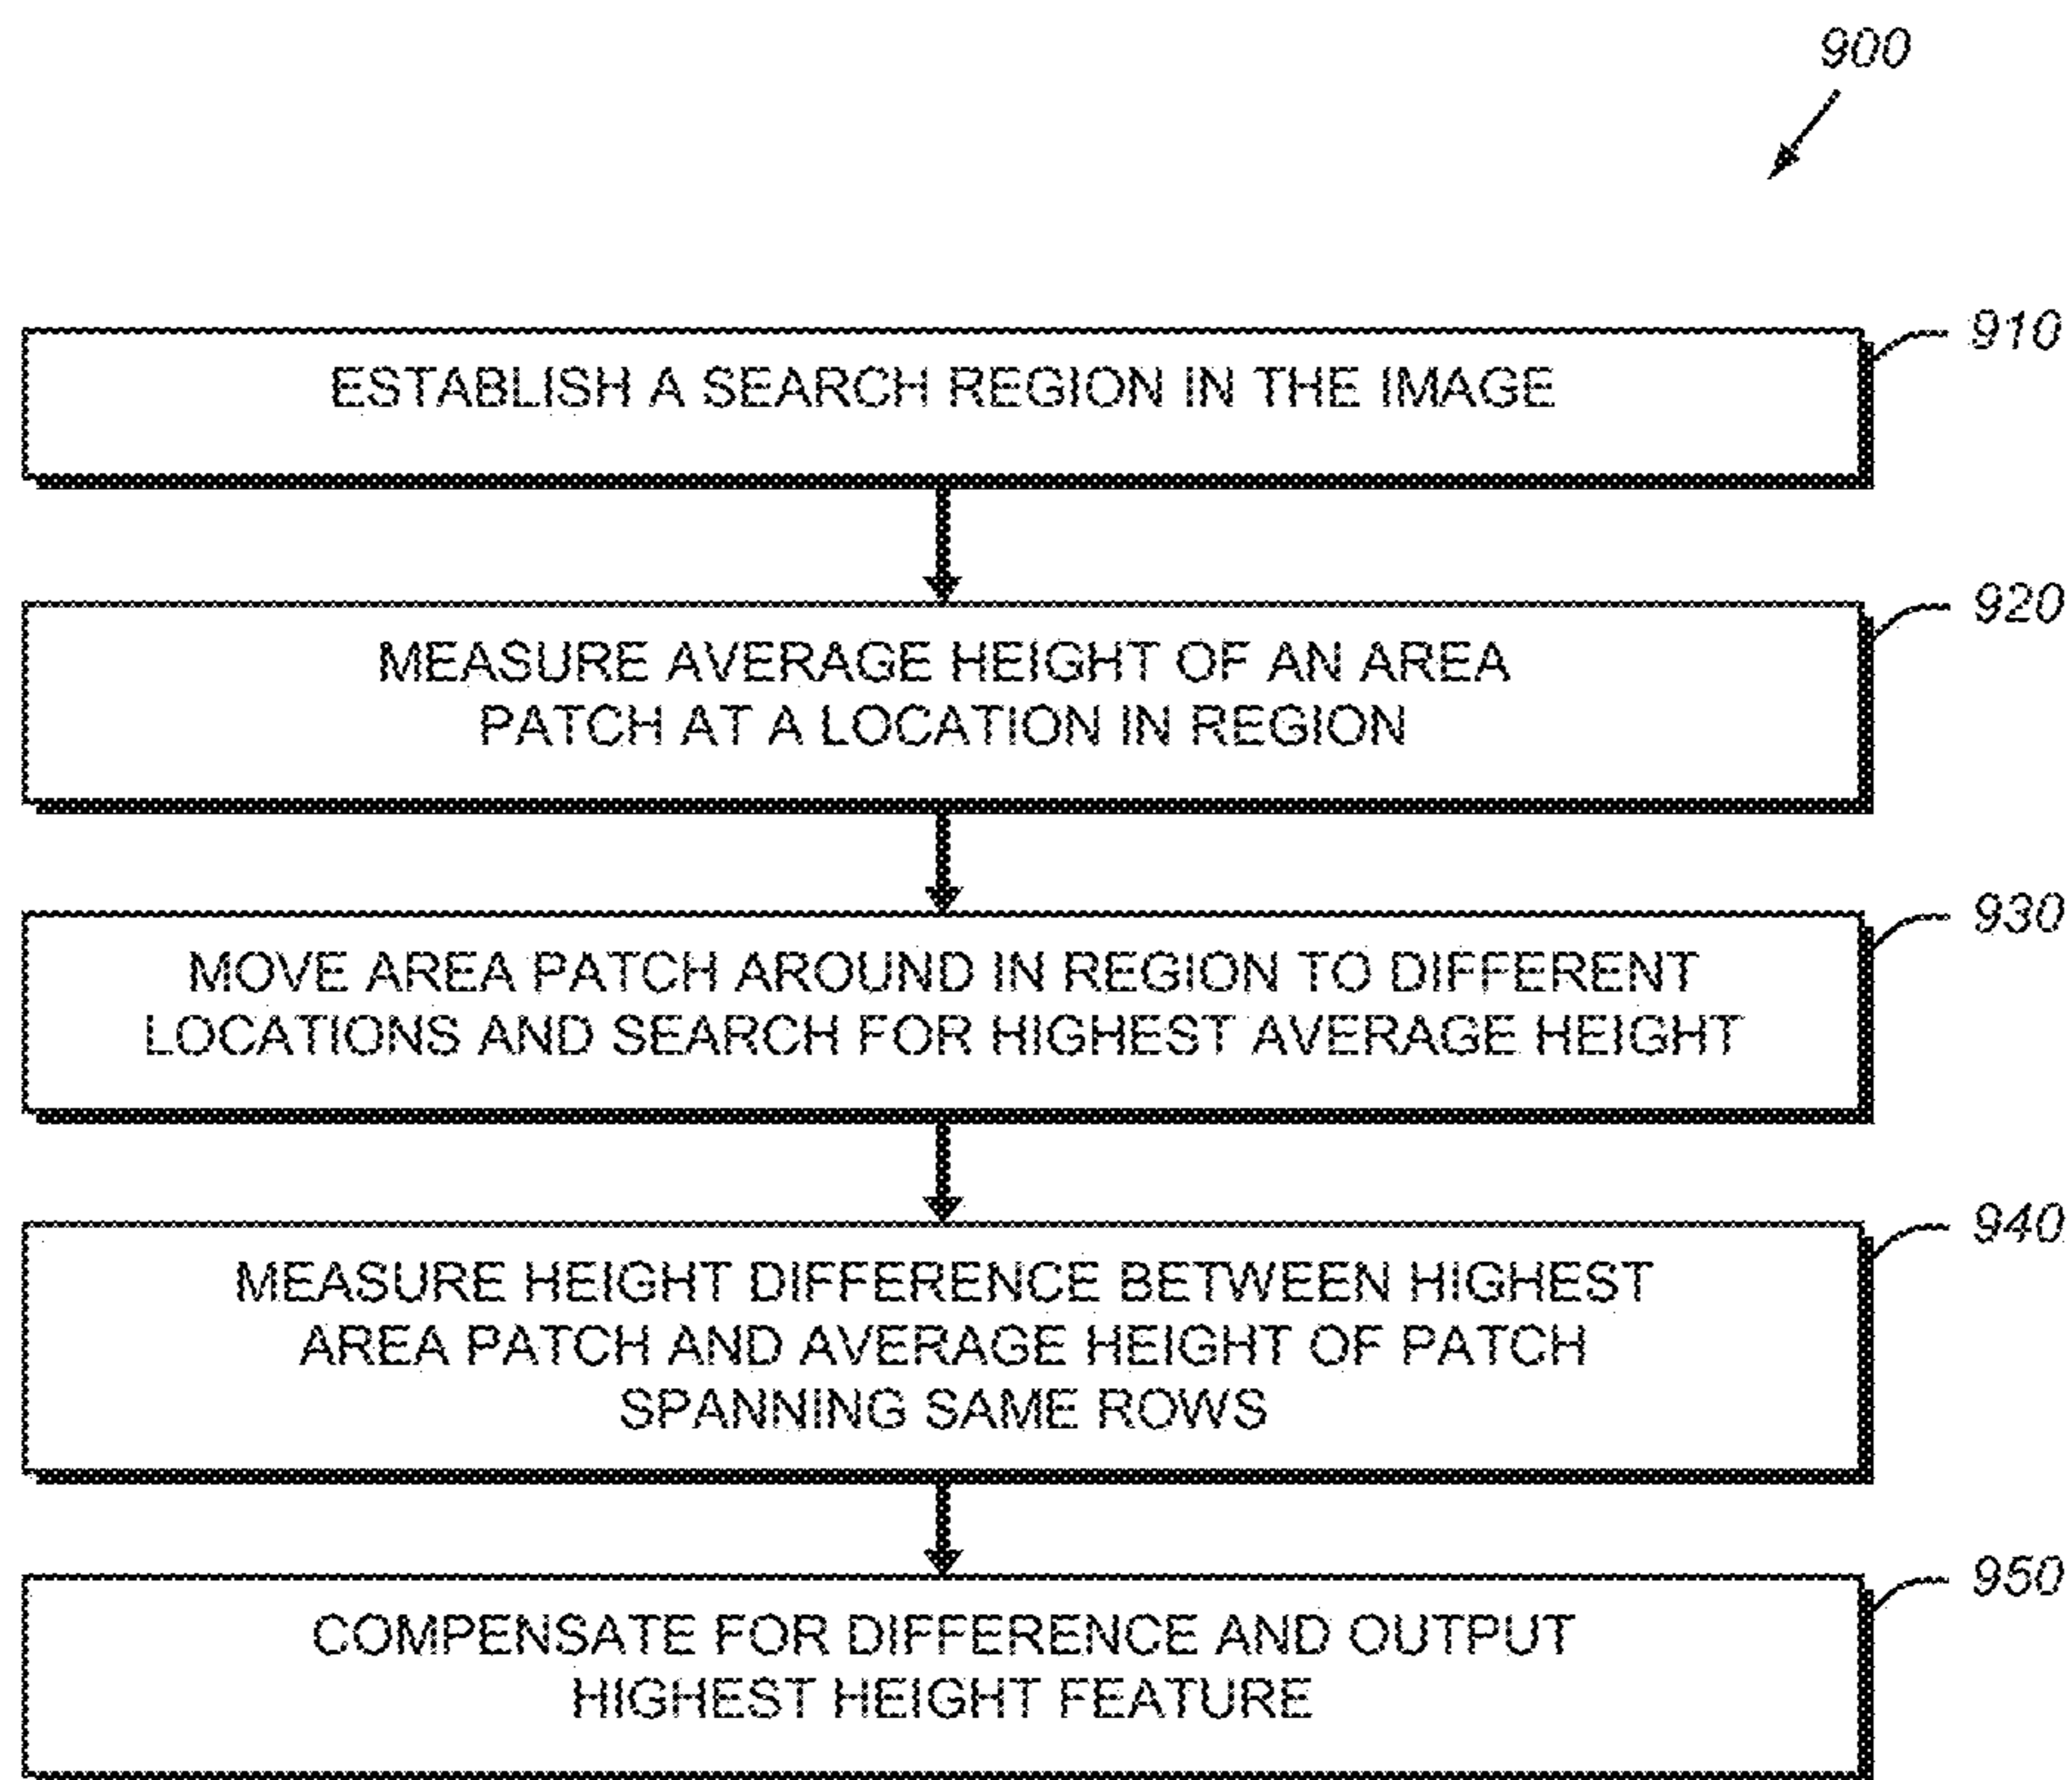 900
910
ESTABLISH A SEARCH REGION IN THE IMAGE
920
MEASURE AVERAGE HEIGHT OF AN AREA
PATCH AT A LOCATION IN REGION
930
MOVE AREA PATCH AROUND IN REGION TO DIFFERENT
LOCATIONS AND SEARCH FOR HIGHEST AVERAGE HEIGHT
940
MEASURE HEIGHT DIFFERENCE BETWEEN HIGHEST
AREA PATCH AND AVERAGE HEIGHT OF PATCH
SPANNING SAME ROWS
950
COMPENSATE FOR DIFFERENCE AND OUTPUT
HIGHEST HEIGHT FEATURE